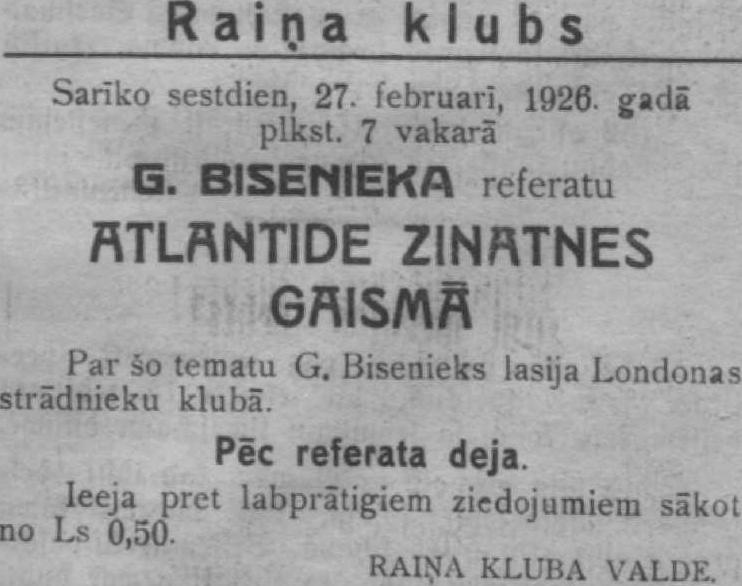 Raiņa klubs
Sarīko sestdien, 27. februarī, 1926. gadā
plkst. 7 vakarā
G. BISENIEKA referatu
ATLANTIDE ZINATNES
GAISMĀ
Par šo tematu G. Bisenieks lasija Londonas
strādnieku klubā.
Pēc referata deja.
Ieeja pret labprātigiem ziedojumiem sākot
no Ls 0,50.
RAIŅA KLUBA VALDE.